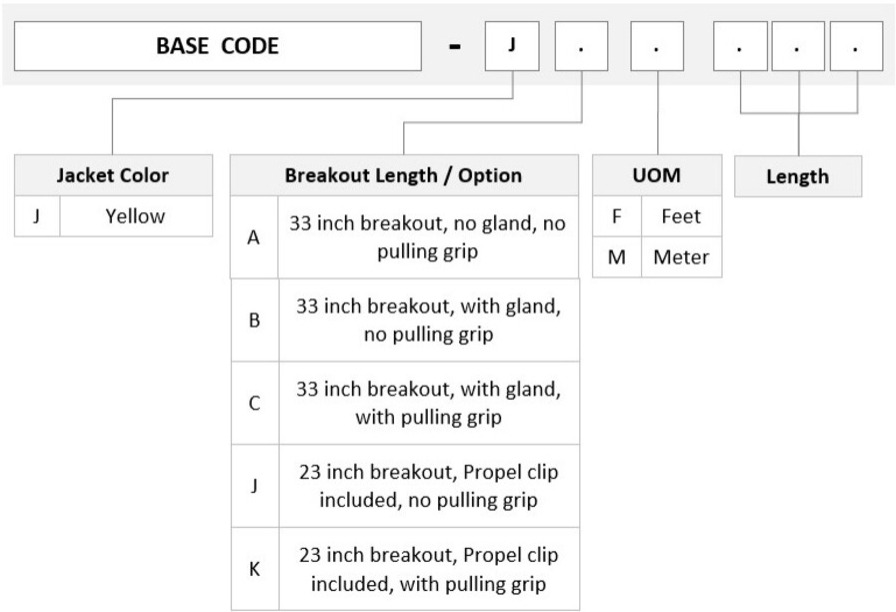 BASE CODE - J . . . . .
Jacket Color
J Yellow
Breakout Length / Option
A 33 inch breakout, no gland, no
pulling grip
B 33 inch breakout, with gland,
no pulling grip
C 33 inch breakout, with gland,
with pulling grip
J 23 inch breakout, Propel clip
included, no pulling grip
K 23 inch breakout, Propel clip
included, with pulling grip
UOM
F Feet
M Meter
Length